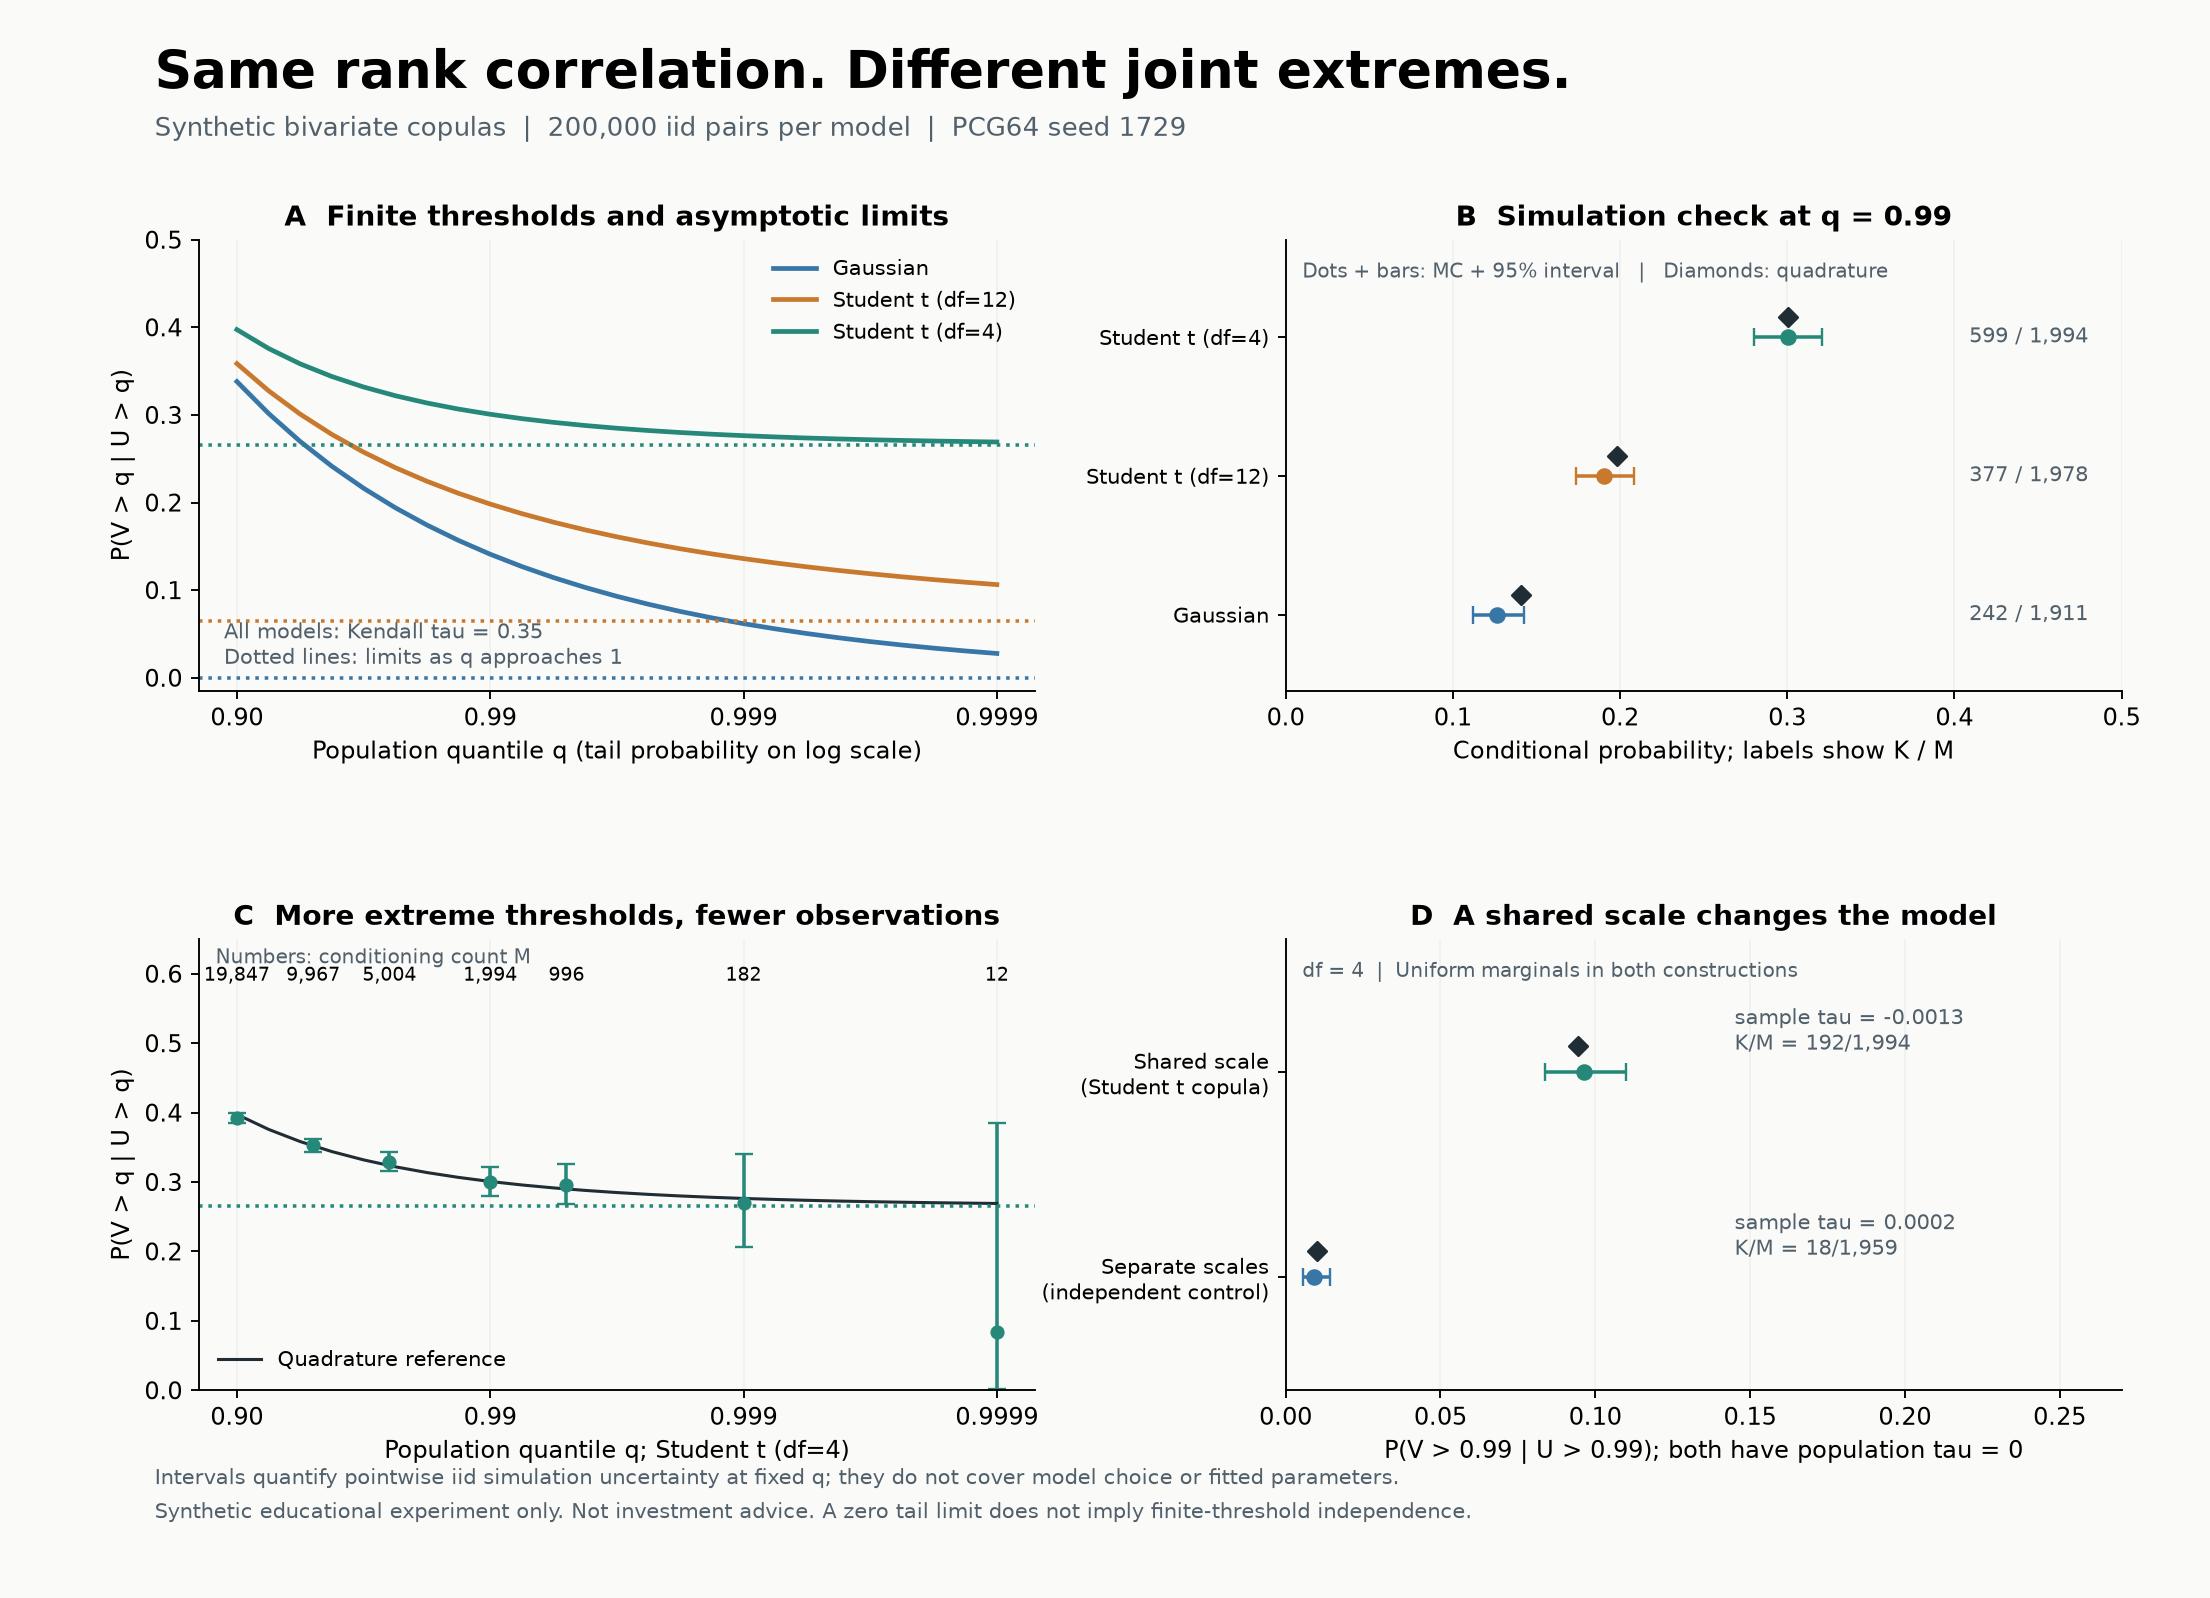 Same rank correlation. Different joint extremes.
Synthetic bivariate copulas | 200,000 iid pairs per model | PCG64 seed 1729
A Finite thresholds and asymptotic limits
0.5
0.4
0.3
0.2
0.1
0.0
P(V > q | U > q)
Gaussian
Student t (df=12)
Student t (df=4)
All models: Kendall tau = 0.35
Dotted lines: limits as q approaches 1
0.90
0.99
0.999
0.9999
Population quantile q (tail probability on log scale)
B Simulation check at q = 0.99
Dots + bars: MC + 95% interval | Diamonds: quadrature
Student t (df=4)
599 / 1,994
Student t (df=12)
377 / 1,978
Gaussian
242 / 1,911
0.0
0.1
0.2
0.3
0.4
0.5
Conditional probability; labels show K / M
C More extreme thresholds, fewer observations
Numbers: conditioning count M
19,847
9,967
5,004
1,994
996
182
12
0.6
0.5
0.4
0.3
0.2
0.1
0.0
P(V > q | U > q)
Quadrature reference
0.90
0.99
0.999
0.9999
Population quantile q; Student t (df=4)
D A shared scale changes the model
df = 4 | Uniform marginals in both constructions
sample tau = -0.0013
K/M = 192/1,994
Shared scale
(Student t copula)
sample tau = 0.0002
K/M = 18/1,959
Separate scales
(independent control)
0.00
0.05
0.10
0.15
0.20
0.25
P(V > 0.99 | U > 0.99); both have population tau = 0
Intervals quantify pointwise iid simulation uncertainty at fixed q; they do not cover model choice or fitted parameters.
Synthetic educational experiment only. Not investment advice. A zero tail limit does not imply finite-threshold independence.